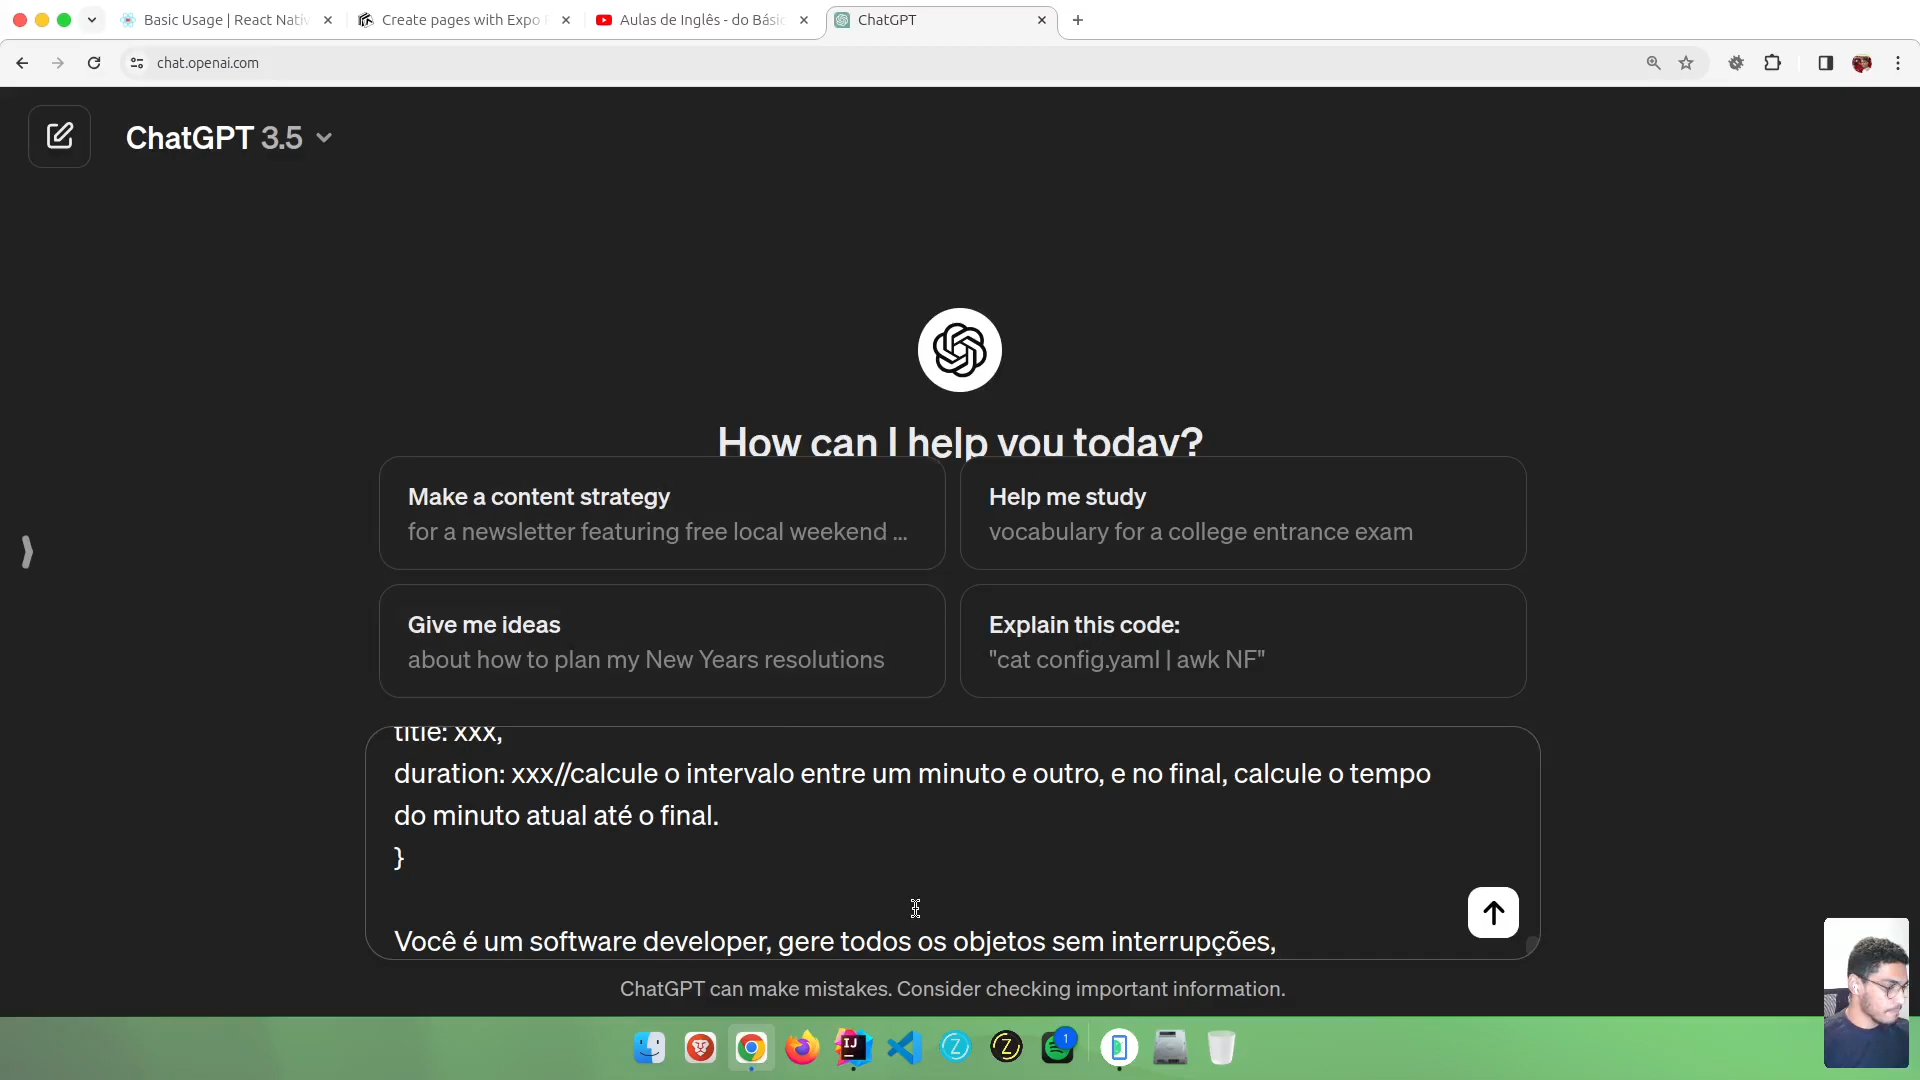 Basic Usage | React Nativ
Create pages with Expo
Aulas de Inglês - do Bási
ChatGPT
chat.openai.com
ChatGPT 3.5
How can I help you today?
Make a content strategy
for a newsletter featuring free local weekend ...
Help me study
vocabulary for a college entrance exam
Give me ideas
about how to plan my New Years resolutions
Explain this code:
"cat config.yaml | awk NF"
title: xxx,
duration: xxx//calcule o intervalo entre um minuto e outro, e no final, calcule o tempo
do minuto atual até o final.
}
Você é um software developer, gere todos os objetos sem interrupções,
ChatGPT can make mistakes. Consider checking important information.
IJ
Z
Z
1